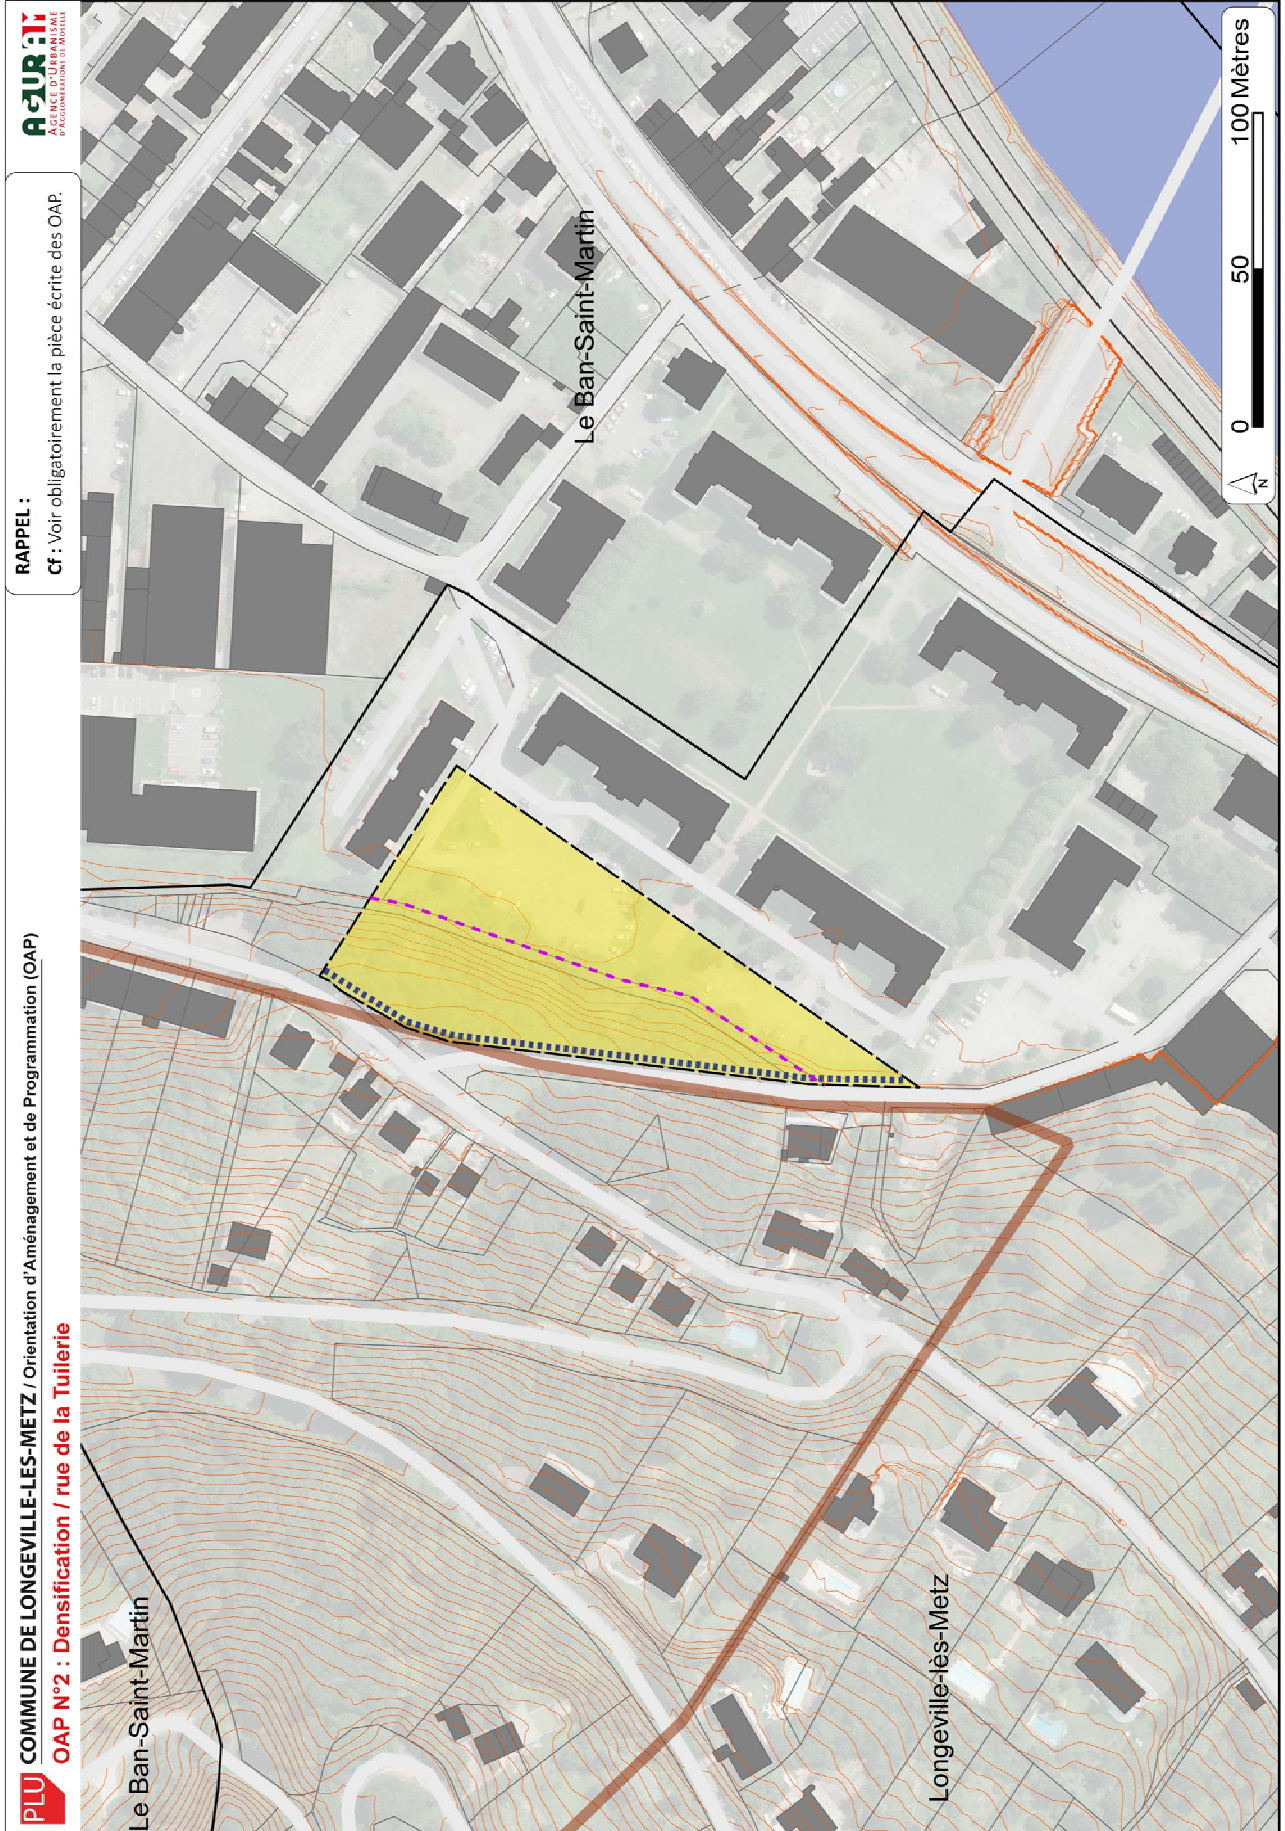 PLU
COMMUNE DE LONGEVILLE-LES-METZ / Orientation d'Aménagement et de Programmation (OAP)
OAP N°2 : Densification / rue de la Tuilerie
RAPPEL :
Cf : Voir obligatoirement la pièce écrite des OAP.
AGURAM
AGENCE D'URBANISME
D'AGGLOMÉRATIONS DE MOSELLE
Le Ban-Saint-Martin
Le Ban-Saint-Martin
Longeville-lès-Metz
N
0 50 100 Mètres